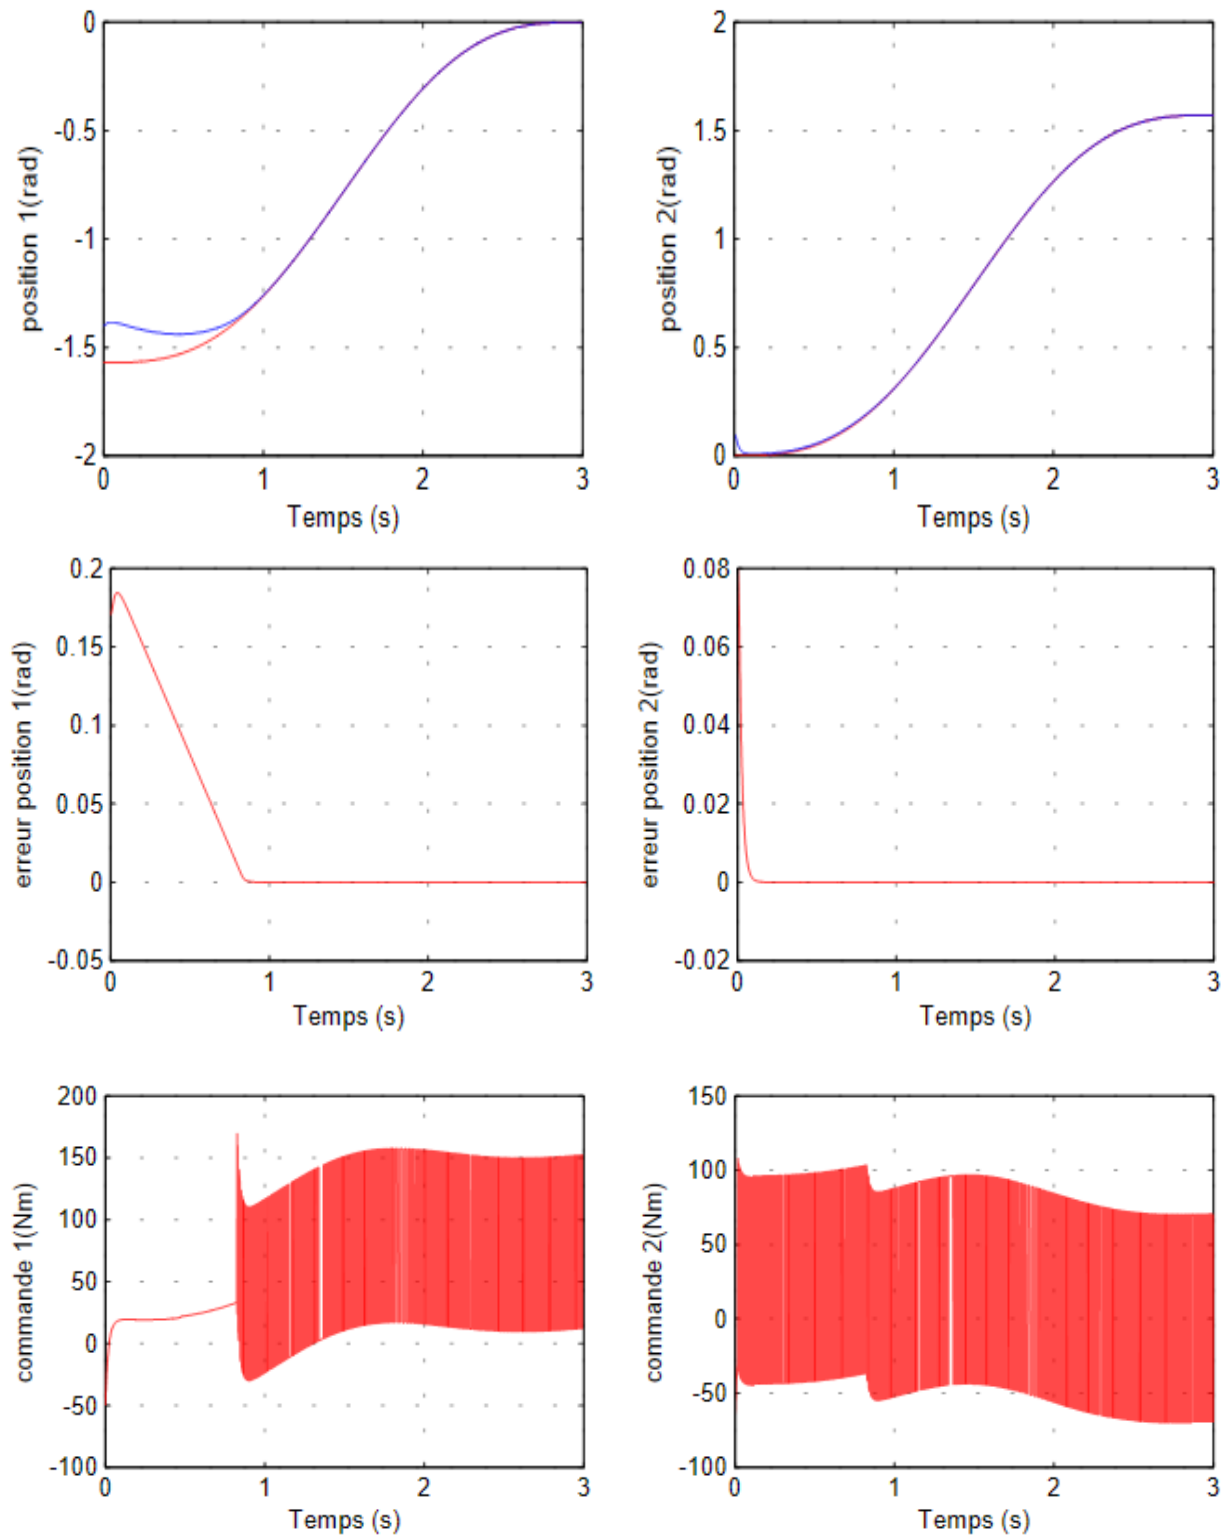 0
-0.5
-1
-1.5
-2
position 1(rad)
0 1 2 3
Temps (s)
2
1.5
1
0.5
0
position 2(rad)
0 1 2 3
Temps (s)
0.2
0.15
0.1
0.05
0
-0.05
erreur position 1(rad)
0 1 2 3
Temps (s)
0.08
0.06
0.04
0.02
0
-0.02
erreur position 2(rad)
0 1 2 3
Temps (s)
200
150
100
50
0
-50
-100
commande 1(Nm)
0 1 2 3
Temps (s)
150
100
50
0
-50
-100
commande 2(Nm)
0 1 2 3
Temps (s)